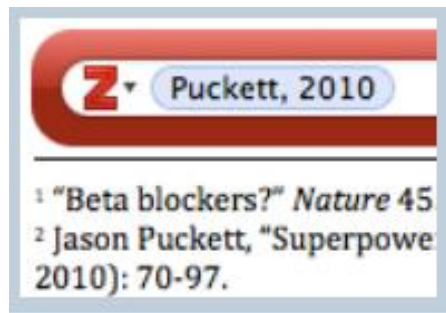 Z Puckett, 2010
¹ “Beta blockers?” Nature 45
² Jason Puckett, “Superpowe
2010): 70-97.